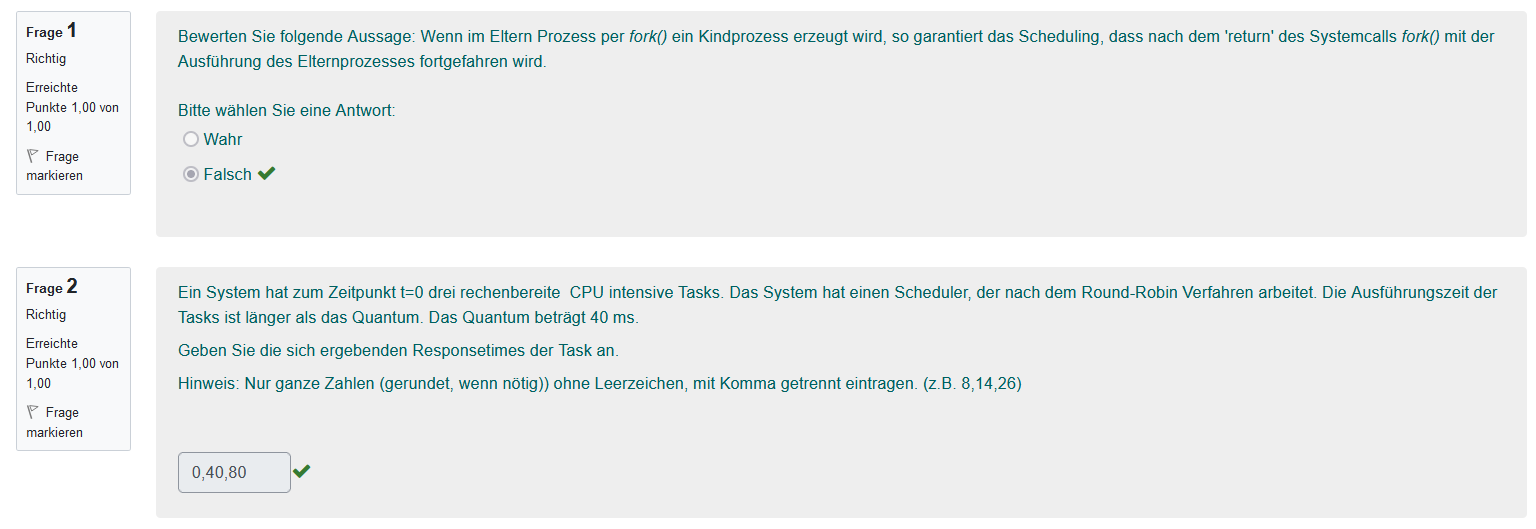 Frage 1
Richtig
Erreichte
Punkte 1,00 von
1,00
Frage
markieren
Bewerten Sie folgende Aussage: Wenn im Eltern Prozess per fork() ein Kindprozess erzeugt wird, so garantiert das Scheduling, dass nach dem 'return' des Systemcalls fork() mit der
Ausführung des Elternprozesses fortgefahren wird.
Bitte wählen Sie eine Antwort:
Wahr
Falsch
Frage 2
Richtig
Erreichte
Punkte 1,00 von
1,00
Frage
markieren
Ein System hat zum Zeitpunkt t=0 drei rechenbereite  CPU intensive Tasks. Das System hat einen Scheduler, der nach dem Round-Robin Verfahren arbeitet. Die Ausführungszeit der
Tasks ist länger als das Quantum. Das Quantum beträgt 40 ms.
Geben Sie die sich ergebenden Responsetimes der Task an.
Hinweis: Nur ganze Zahlen (gerundet, wenn nötig)) ohne Leerzeichen, mit Komma getrennt eintragen. (z.B. 8,14,26)
0,40,80